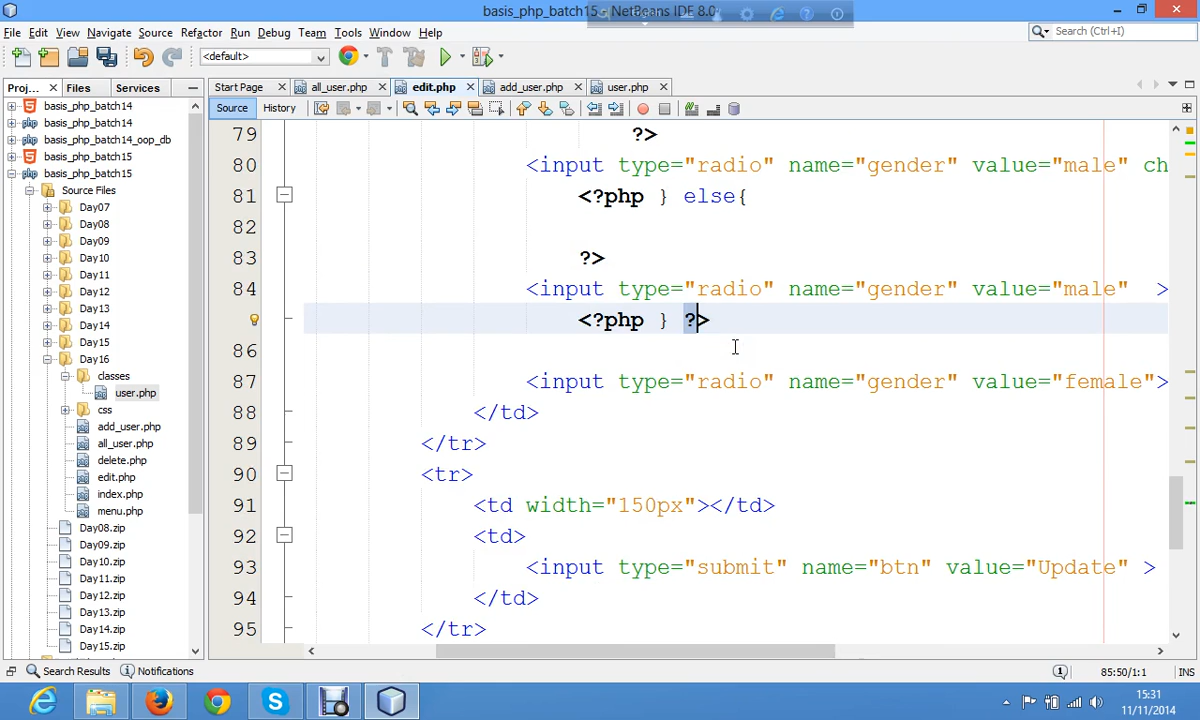 basis_php_batch15 - NetBeans IDE 8.0
File Edit View Navigate Source Refactor Run Debug Team Tools Window Help
Search (Ctrl+I)
<default>
Proj... Files Services
Start Page all_user.php edit.php add_user.php user.php
Source History
basis_php_batch14
basis_php_batch14
basis_php_batch14_oop_db
basis_php_batch15
basis_php_batch15
Source Files
Day07
Day08
Day09
Day10
Day11
Day12
Day13
Day14
Day15
Day16
classes
user.php
css
add_user.php
all_user.php
delete.php
edit.php
index.php
menu.php
Day08.zip
Day09.zip
Day10.zip
Day11.zip
Day12.zip
Day13.zip
Day14.zip
Day15.zip
79 ?>
80 <input type="radio" name="gender" value="male" ch
81 <?php } else{
82
83 ?>
84 <input type="radio" name="gender" value="male" >
<?php } ?>
86
87 <input type="radio" name="gender" value="female">
88 </td>
89 </tr>
90 <tr>
91 <td width="150px"></td>
92 <td>
93 <input type="submit" name="btn" value="Update" >
94 </td>
95 </tr>
Search Results Notifications
85:50/1:1 INS
15:31
11/11/2014